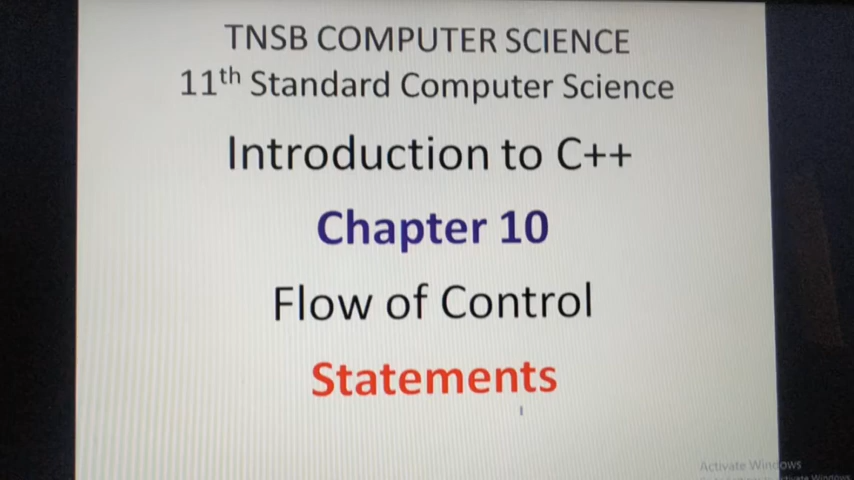 TNSB COMPUTER SCIENCE
11th Standard Computer Science
Introduction to C++
Chapter 10
Flow of Control
Statements
Activate Windows